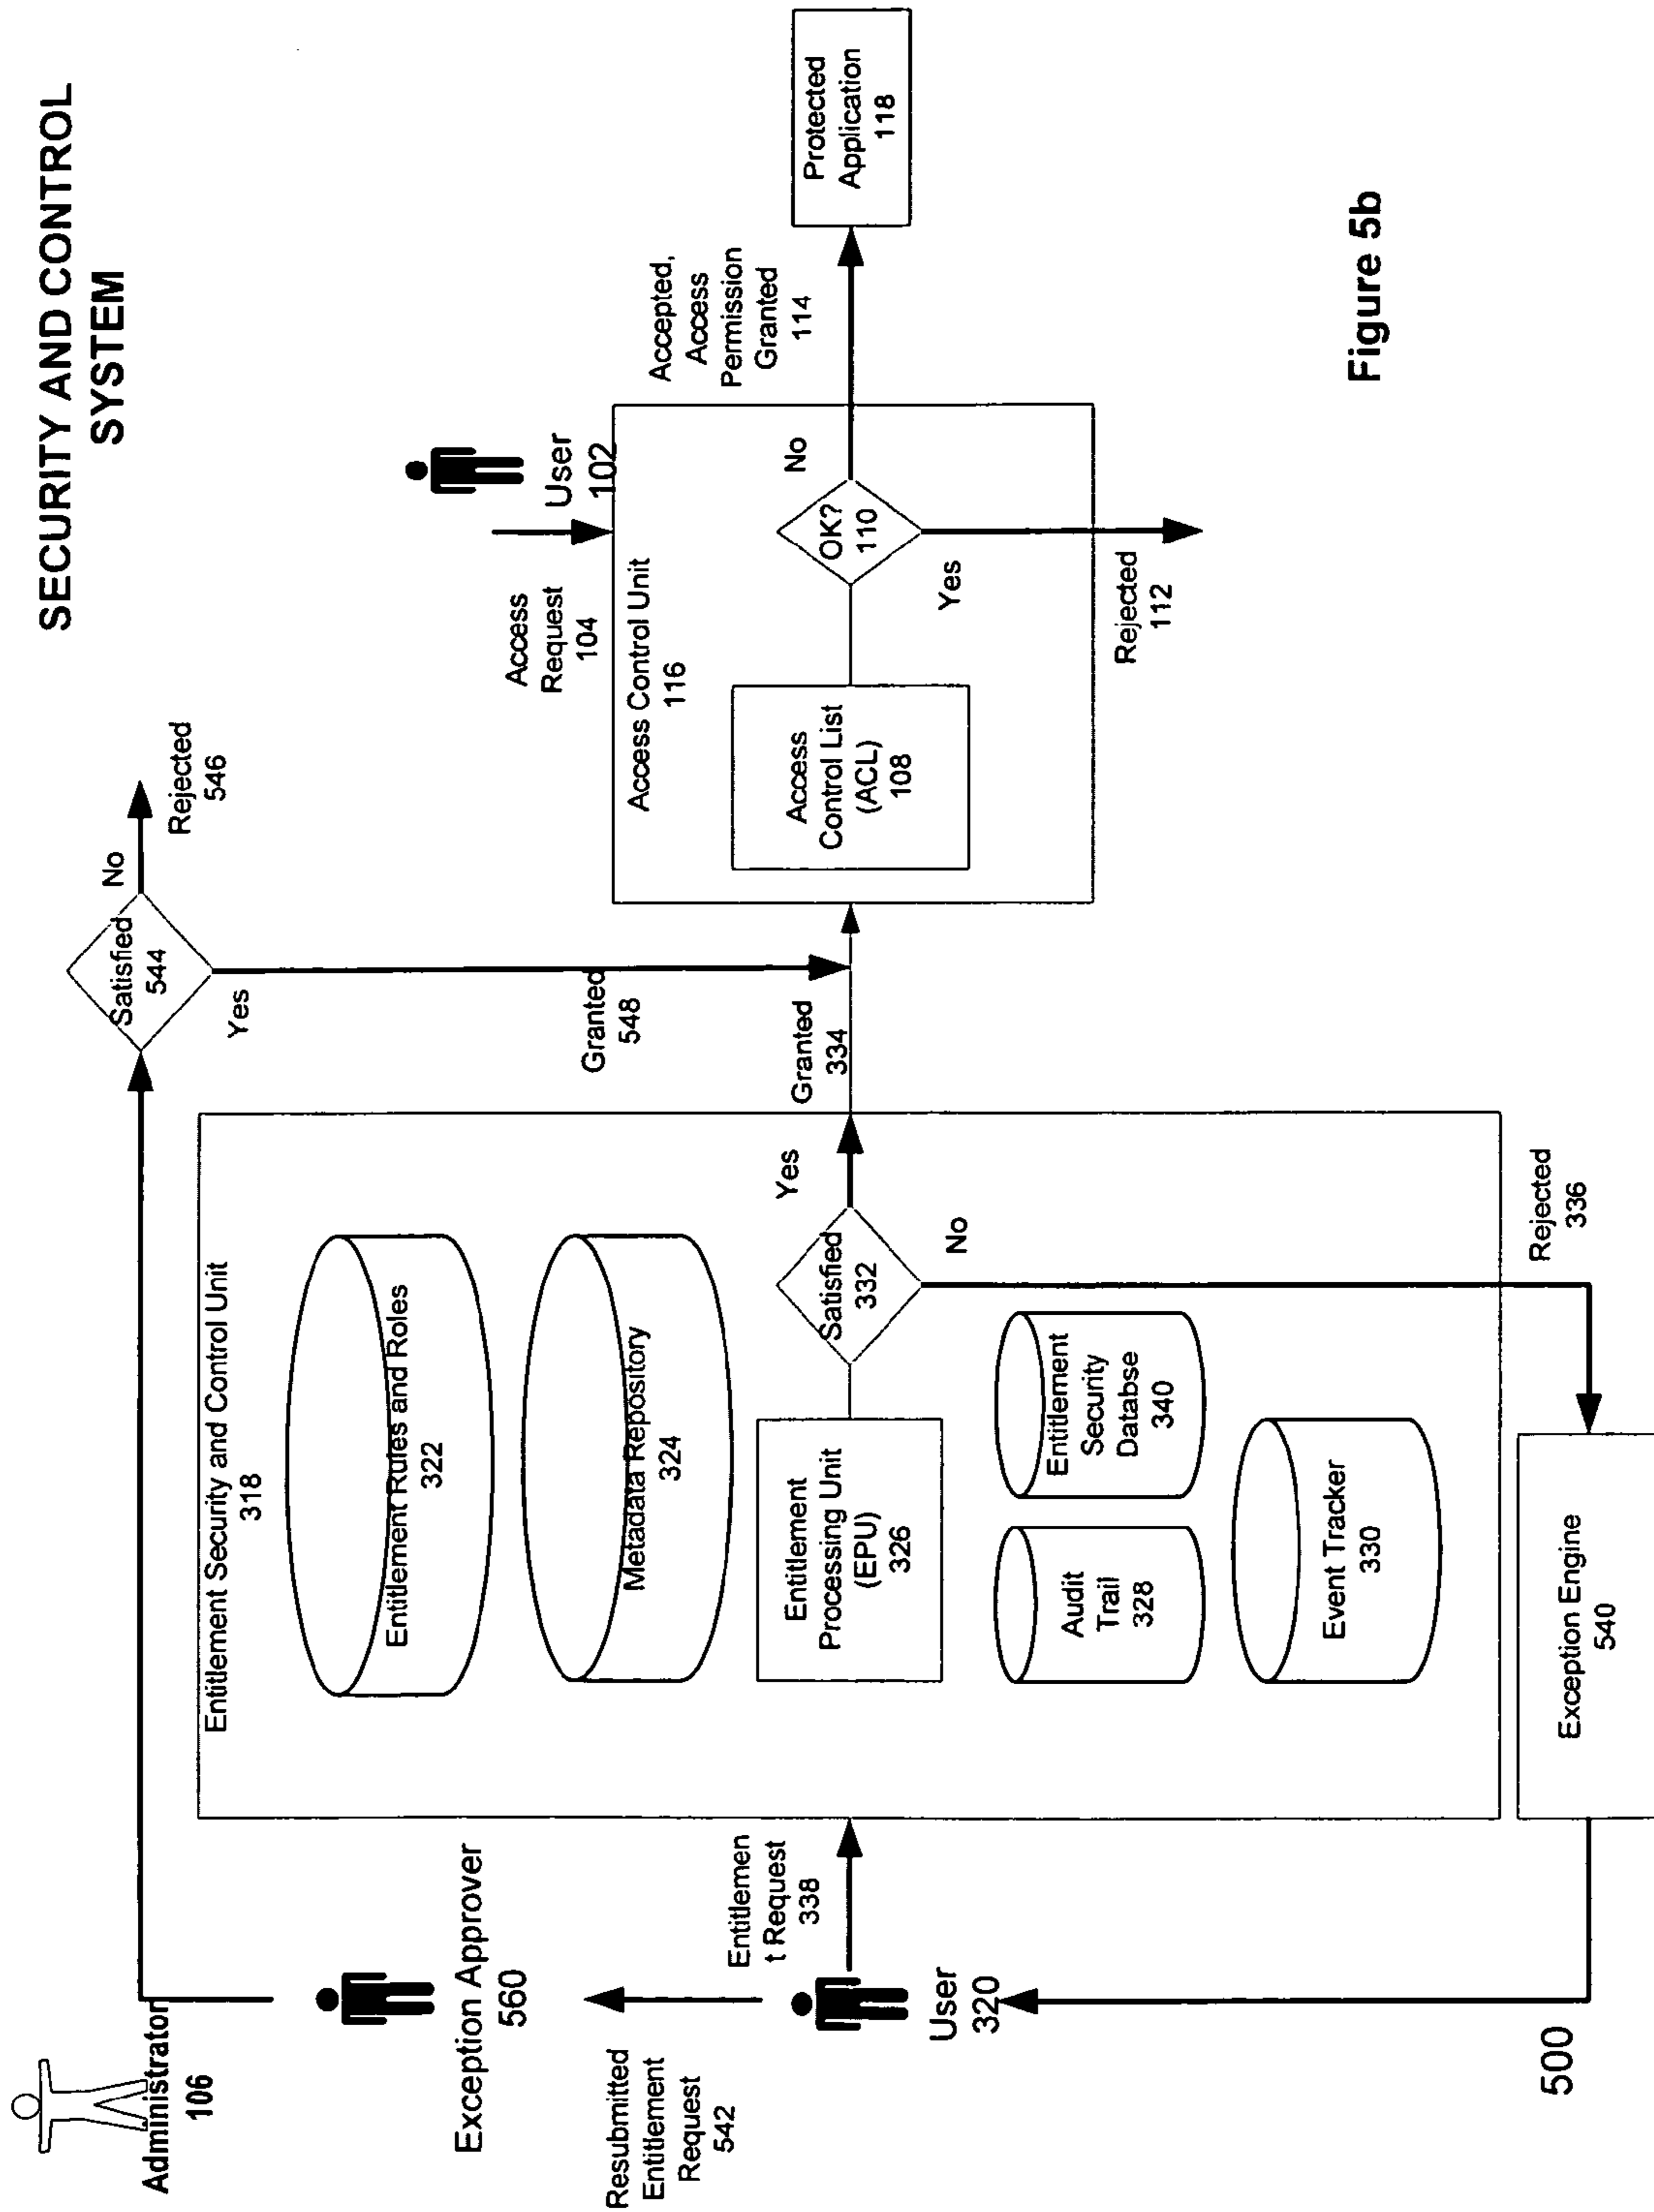 SECURITY AND CONTROL
SYSTEM
Administrator
106
Exception Approver
560
Resubmitted
Entitlement
Request
542
Entitlemen
t Request
338
User
320
500
Entitlement Security and Control Unit
318
Entitlement Rules and Roles
322
Metadata Repository
324
Entitlement
Processing Unit
(EPU)
326
Satisfied
332
Yes
No
Audit
Trail
328
Entitlement
Security
Databse
340
Event Tracker
330
Exception Engine
540
Rejected
336
Granted
334
Satisfied
544
No
Rejected
546
Yes
Granted
548
Access
Request
104
User
102
Access Control Unit
116
Access
Control List
(ACL)
108
OK?
110
No
Yes
Rejected
112
Accepted,
Access
Permission
Granted
114
Protected
Application
118
Figure 5b